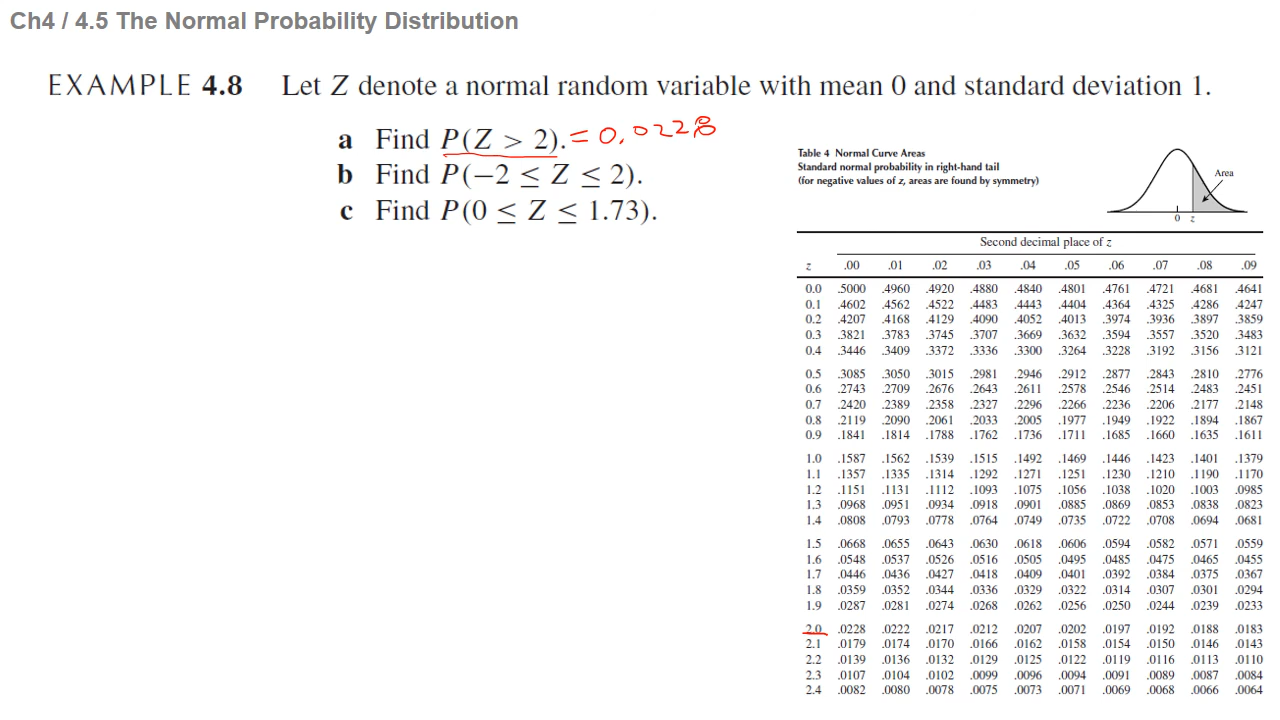 Ch4 / 4.5 The Normal Probability Distribution
EXAMPLE 4.8 Let Z denote a normal random variable with mean 0 and standard deviation 1.
a Find P(Z > 2). = 0.0228
b Find P(−2 ≤ Z ≤ 2).
c Find P(0 ≤ Z ≤ 1.73).
Table 4 Normal Curve Areas
Standard normal probability in right-hand tail
(for negative values of z, areas are found by symmetry)
Area
0 z
Second decimal place of z
z .00 .01 .02 .03 .04 .05 .06 .07 .08 .09
0.0 .5000 .4960 .4920 .4880 .4840 .4801 .4761 .4721 .4681 .4641
0.1 .4602 .4562 .4522 .4483 .4443 .4404 .4364 .4325 .4286 .4247
0.2 .4207 .4168 .4129 .4090 .4052 .4013 .3974 .3936 .3897 .3859
0.3 .3821 .3783 .3745 .3707 .3669 .3632 .3594 .3557 .3520 .3483
0.4 .3446 .3409 .3372 .3336 .3300 .3264 .3228 .3192 .3156 .3121
0.5 .3085 .3050 .3015 .2981 .2946 .2912 .2877 .2843 .2810 .2776
0.6 .2743 .2709 .2676 .2643 .2611 .2578 .2546 .2514 .2483 .2451
0.7 .2420 .2389 .2358 .2327 .2296 .2266 .2236 .2206 .2177 .2148
0.8 .2119 .2090 .2061 .2033 .2005 .1977 .1949 .1922 .1894 .1867
0.9 .1841 .1814 .1788 .1762 .1736 .1711 .1685 .1660 .1635 .1611
1.0 .1587 .1562 .1539 .1515 .1492 .1469 .1446 .1423 .1401 .1379
1.1 .1357 .1335 .1314 .1292 .1271 .1251 .1230 .1210 .1190 .1170
1.2 .1151 .1131 .1112 .1093 .1075 .1056 .1038 .1020 .1003 .0985
1.3 .0968 .0951 .0934 .0918 .0901 .0885 .0869 .0853 .0838 .0823
1.4 .0808 .0793 .0778 .0764 .0749 .0735 .0722 .0708 .0694 .0681
1.5 .0668 .0655 .0643 .0630 .0618 .0606 .0594 .0582 .0571 .0559
1.6 .0548 .0537 .0526 .0516 .0505 .0495 .0485 .0475 .0465 .0455
1.7 .0446 .0436 .0427 .0418 .0409 .0401 .0392 .0384 .0375 .0367
1.8 .0359 .0352 .0344 .0336 .0329 .0322 .0314 .0307 .0301 .0294
1.9 .0287 .0281 .0274 .0268 .0262 .0256 .0250 .0244 .0239 .0233
2.0 .0228 .0222 .0217 .0212 .0207 .0202 .0197 .0192 .0188 .0183
2.1 .0179 .0174 .0170 .0166 .0162 .0158 .0154 .0150 .0146 .0143
2.2 .0139 .0136 .0132 .0129 .0125 .0122 .0119 .0116 .0113 .0110
2.3 .0107 .0104 .0102 .0099 .0096 .0094 .0091 .0089 .0087 .0084
2.4 .0082 .0080 .0078 .0075 .0073 .0071 .0069 .0068 .0066 .0064